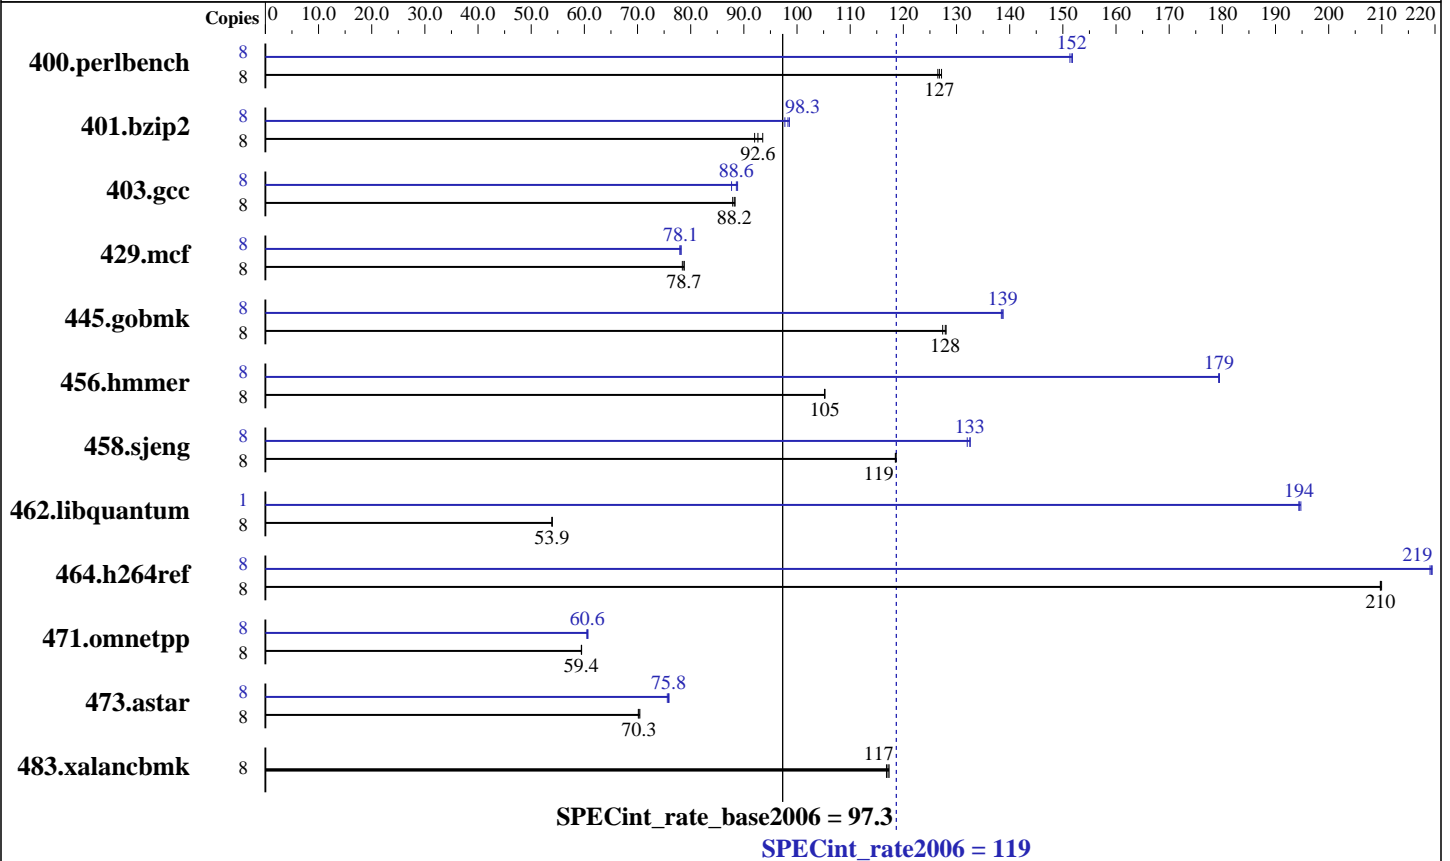 Copies 0 10.0 20.0 30.0 40.0 50.0 60.0 70.0 80.0 90.0 100 110 120 130 140 150 160 170 180 190 200 210 220
400.perlbench 8 152
8 127
401.bzip2 8 98.3
8 92.6
403.gcc 8 88.6
8 88.2
429.mcf 8 78.1
8 78.7
445.gobmk 8 139
8 128
456.hmmer 8 179
8 105
458.sjeng 8 133
8 119
462.libquantum 1 194
8 53.9
464.h264ref 8 219
8 210
471.omnetpp 8 60.6
8 59.4
473.astar 8 75.8
8 70.3
483.xalancbmk 8 117
SPECint_rate_base2006 = 97.3
SPECint_rate2006 = 119